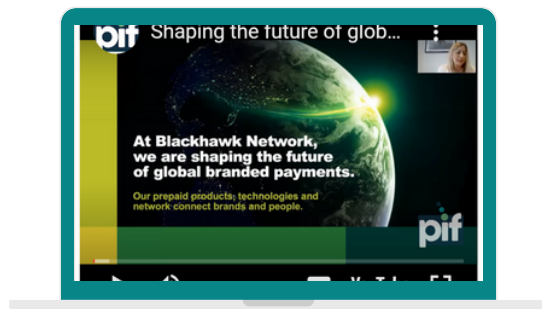 pif Shaping the future of glob...
At Blackhawk Network,
we are shaping the future
of global branded payments.
Our prepaid products, technologies and
network connect brands and people.
pif
YouTube